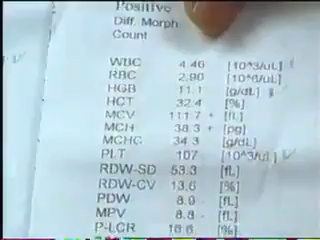 Positive
Diff. Morph.
Count
WBC 4.46 [10^3/uL]
RBC 2.90 [10^6/uL]
HGB 11.1 [g/dL]
HCT 32.4 [%]
MCV 111.7 + [fL]
MCH 38.3 + [pg]
MCHC 34.3 [g/dL]
PLT 107 [10^3/uL]
RDW-SD 53.3 [fL]
RDW-CV 13.6 [%]
PDW 8.9 [fL]
MPV 8.8 - [fL]
P-LCR 16.6 [%]